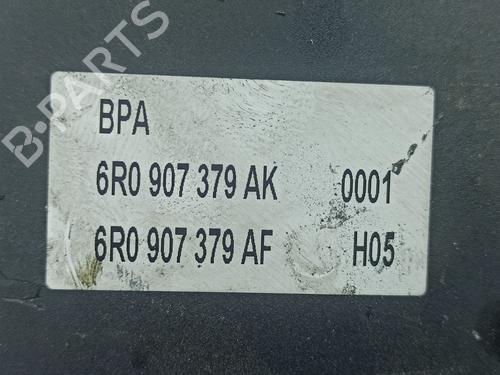 B-PARTS
BPA
6R0 907 379 AK 0001
6R0 907 379 AF H05